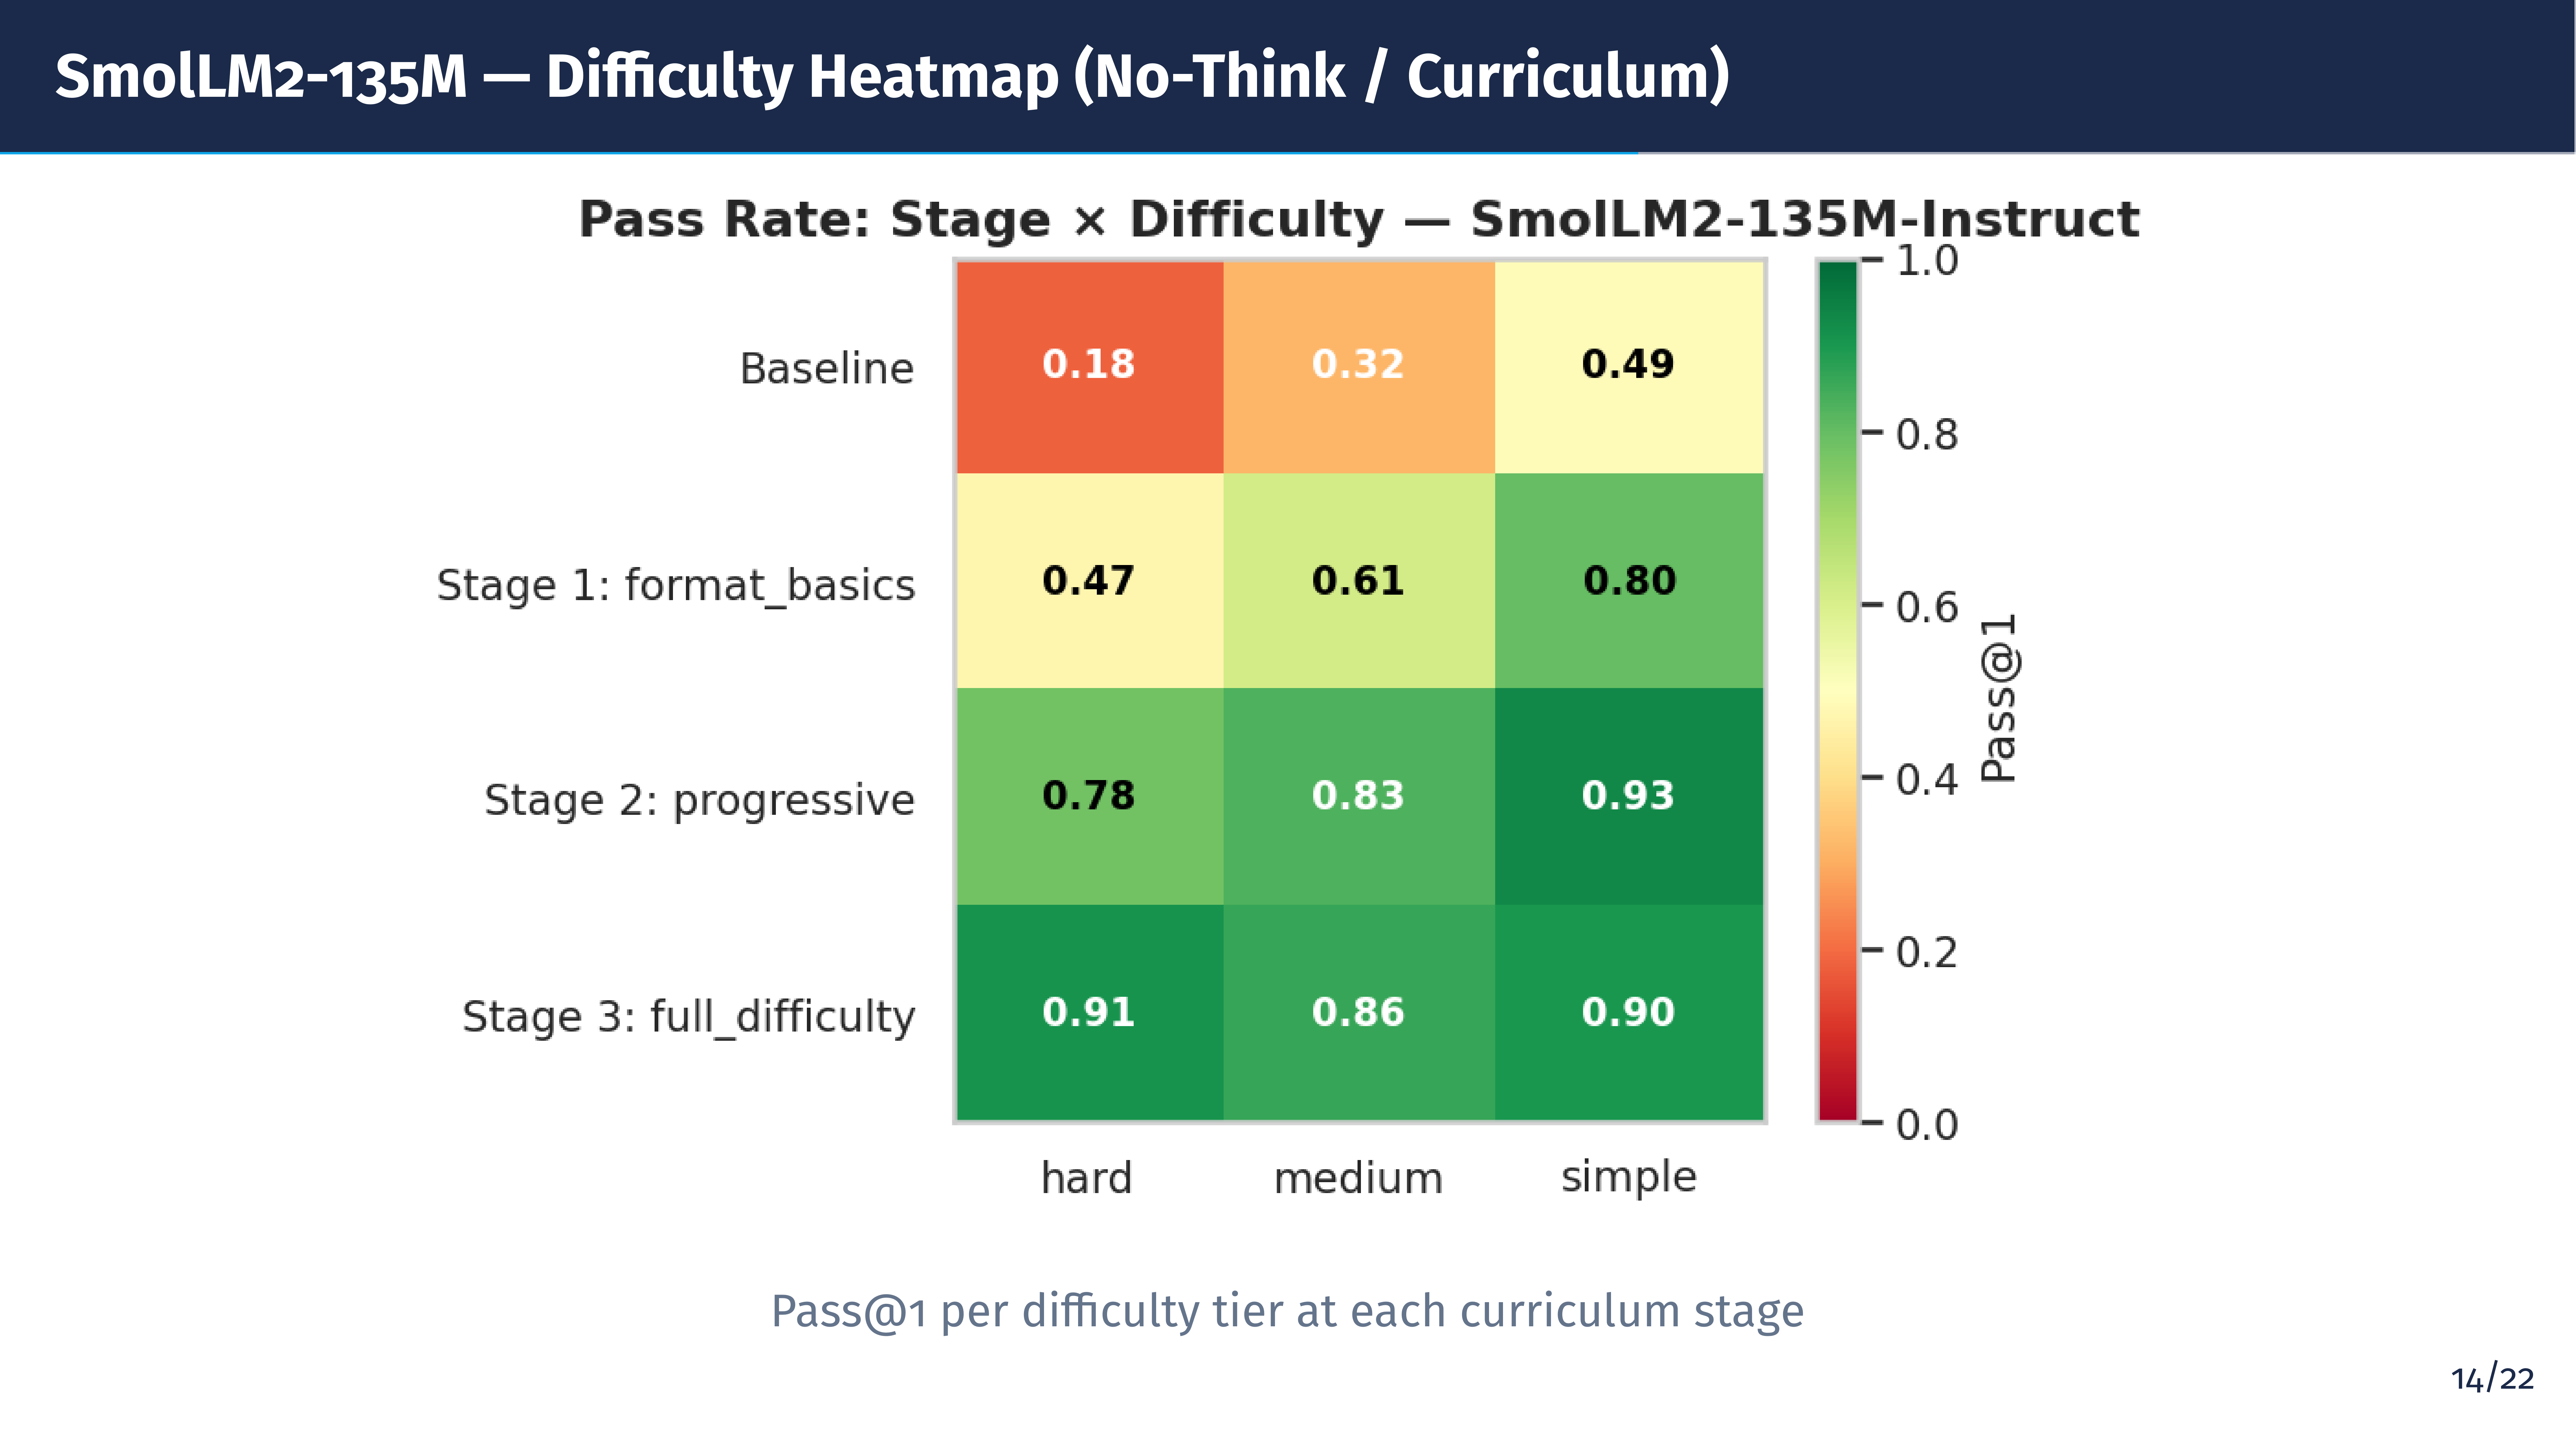 SmolLM2-135M — Difficulty Heatmap (No-Think / Curriculum)
Pass Rate: Stage × Difficulty — SmolLM2-135M-Instruct
Baseline 0.18 0.32 0.49
Stage 1: format_basics 0.47 0.61 0.80
Stage 2: progressive 0.78 0.83 0.93
Stage 3: full_difficulty 0.91 0.86 0.90
hard medium simple
1.0
0.8
0.6
0.4
0.2
0.0
Pass@1
Pass@1 per difficulty tier at each curriculum stage
14/22